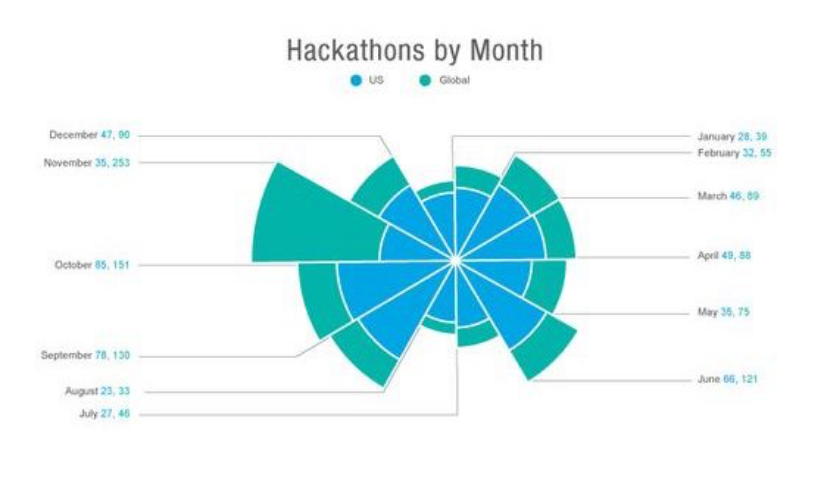 Hackathons by Month
US Global
December 47, 90
November 35, 253
October 85, 151
September 78, 130
August 23, 33
July 27, 46
January 28, 39
February 32, 55
March 46, 89
April 49, 88
May 35, 75
June 66, 121